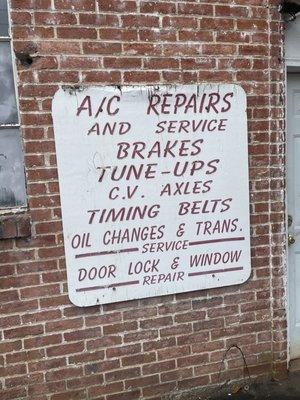 A/C REPAIRS
AND SERVICE
BRAKES
TUNE-UPS
C.V. AXLES
TIMING BELTS
OIL CHANGES & TRANS.
SERVICE
DOOR LOCK & WINDOW
REPAIR